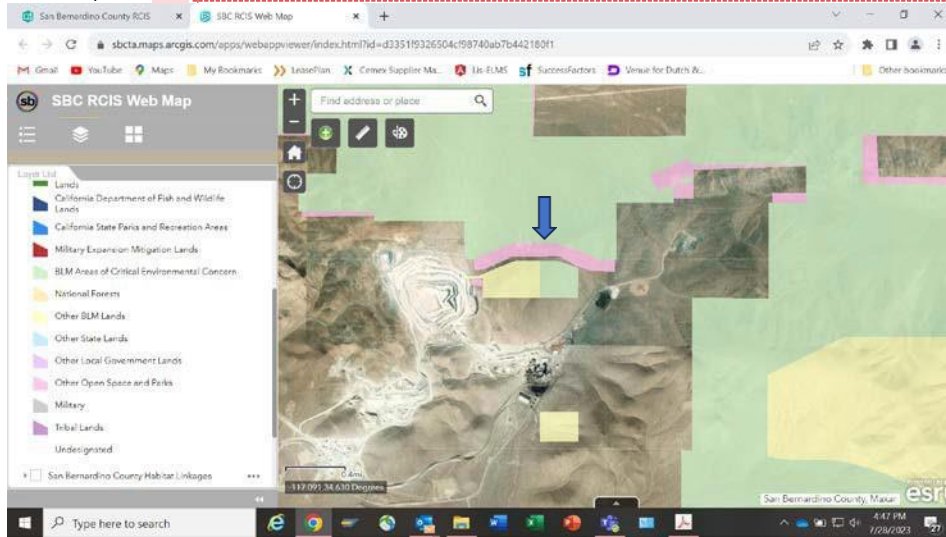 San Bernardino County RCIS
SBC RCIS Web Map
sbcta.maps.arcgis.com/apps/webappviewer/index.html?id=d3351f9326504cf98740ab7b442180f1
Gmail
YouTube
Maps
My Bookmarks
LeasePlan
Cemex Supplier Ma...
Lis-ELMS
SuccessFactors
Venue for Dutch &...
Other bookmarks
sb
SBC RCIS Web Map
Find address or place
Layer List
Lands
California Department of Fish and Wildlife
Lands
California State Parks and Recreation Areas
Military Expansion Mitigation Lands
BLM Areas of Critical Environmental Concern
National Forests
Other BLM Lands
Other State Lands
Other Local Government Lands
Other Open Space and Parks
Military
Tribal Lands
Undesignated
San Bernardino County Habitat Linkages
0.4mi
-117.091 34.630 Degrees
San Bernardino County, Maxar
esri
Type here to search
4:47 PM
7/28/2023
27